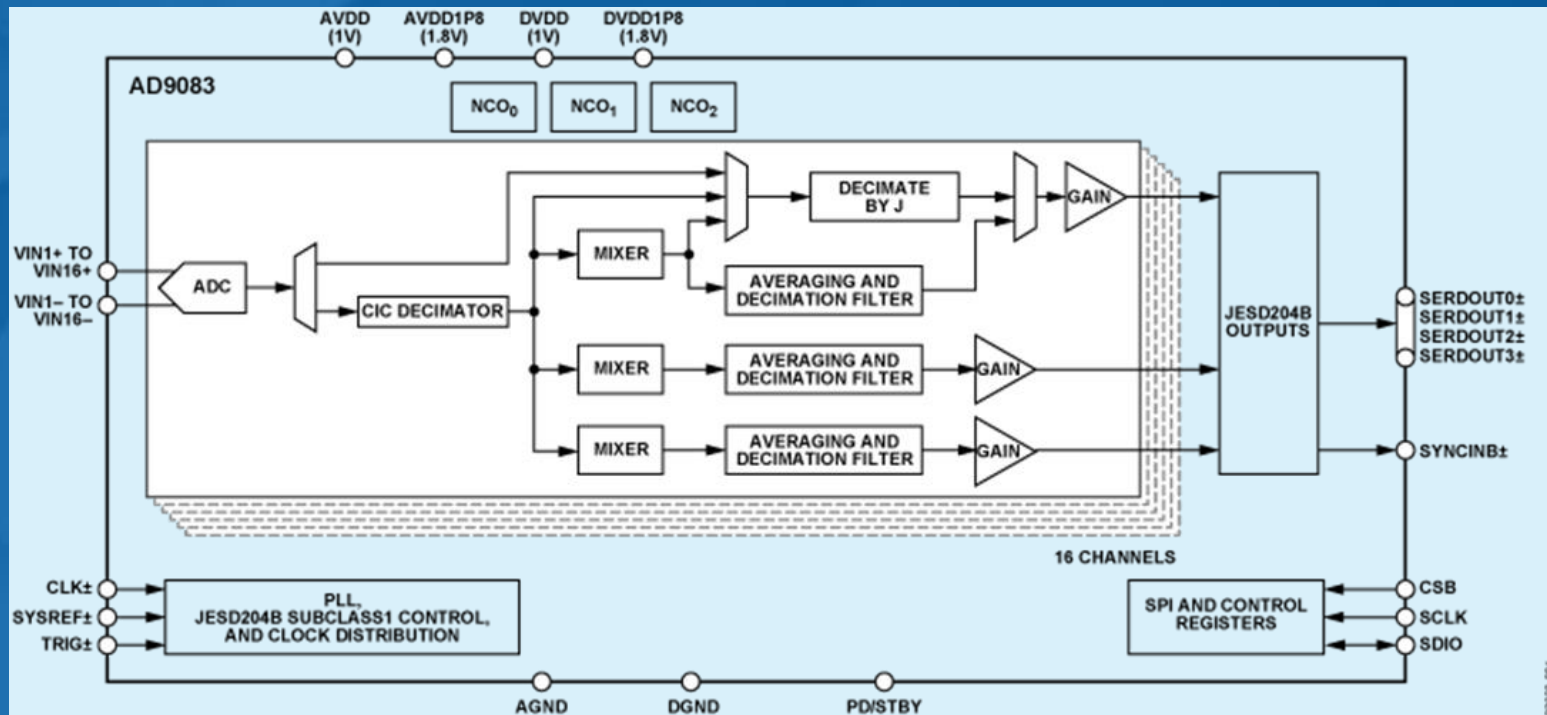 AVDD
(1V)
AVDD1P8
(1.8V)
DVDD
(1V)
DVDD1P8
(1.8V)
AD9083
NCO0
NCO1
NCO2
VIN1+ TO
VIN16+
VIN1– TO
VIN16–
ADC
CIC DECIMATOR
MIXER
DECIMATE
BY J
GAIN
AVERAGING AND
DECIMATION FILTER
MIXER
AVERAGING AND
DECIMATION FILTER
GAIN
MIXER
AVERAGING AND
DECIMATION FILTER
GAIN
JESD204B
OUTPUTS
SERDOUT0±
SERDOUT1±
SERDOUT2±
SERDOUT3±
SYNCINB±
16 CHANNELS
CLK±
SYSREF±
TRIG±
PLL,
JESD204B SUBCLASS1 CONTROL,
AND CLOCK DISTRIBUTION
SPI AND CONTROL
REGISTERS
CSB
SCLK
SDIO
AGND
DGND
PD/STBY